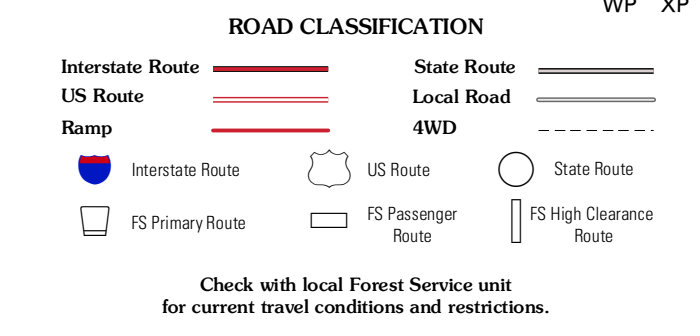 WP XP
ROAD CLASSIFICATION
Interstate Route
State Route
US Route
Local Road
Ramp
4WD
Interstate Route
US Route
State Route
FS Primary Route
FS Passenger
Route
FS High Clearance
Route
Check with local Forest Service unit
for current travel conditions and restrictions.